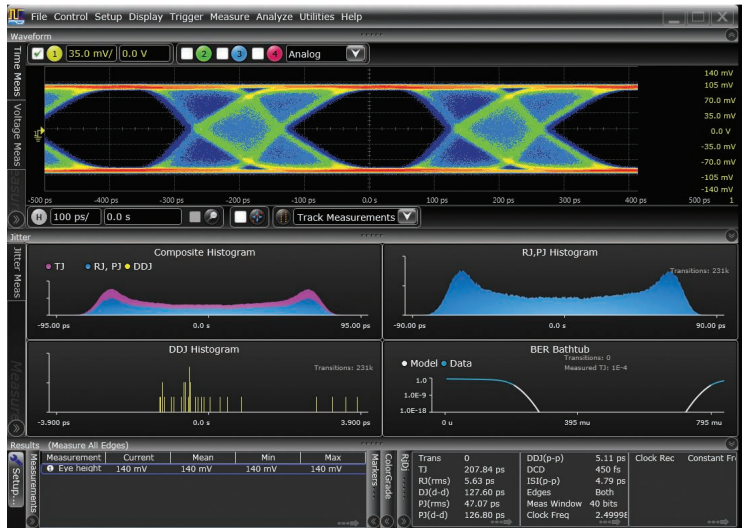 File Control Setup Display Trigger Measure Analyze Utilities Help
Waveform
Time Meas
Voltage Meas
1 35.0 mV/ 0.0 V
2 3 4 Analog
140 mV
105 mV
70.0 mV
35.0 mV
0.0 V
-35.0 mV
-70.0 mV
-105 mV
-140 mV
-500 ps -400 ps -300 ps -200 ps -100 ps 0.0 s 100 ps 200 ps 300 ps 400 ps 500 ps 1
H 100 ps/ 0.0 s
Track Measurements
Jitter
Jitter Meas
Composite Histogram
TJ RJ, PJ DDJ
-95.00 ps 0.0 s 95.00 ps
RJ,PJ Histogram
Transitions: 231k
-90.00 ps 0.0 s 90.00 ps
DDJ Histogram
Transitions: 231k
-3.900 ps 0.0 s 3.900 ps
BER Bathtub
Model Data
Transitions: 0
Measured TJ: 1E-4
1.0
1.0E-9
1.0E-18
0 u 395 mu 795 mu
Results (Measure All Edges)
Setup...
Measurements
Measurement Current Mean Min Max
Eye height 140 mV 140 mV 140 mV 140 mV
Markers ...
ColorGrade
RjDj ...
Trans 0
TJ 207.84 ps
RJ(rms) 5.63 ps
DJ(d-d) 127.60 ps
PJ(rms) 47.07 ps
PJ(d-d) 126.80 ps
DDJ(p-p) 5.11 ps
DCD 450 fs
ISI(p-p) 4.79 ps
Edges Both
Meas Window 40 bits
Clock Freq 2.4999E
Clock Rec Constant Fr